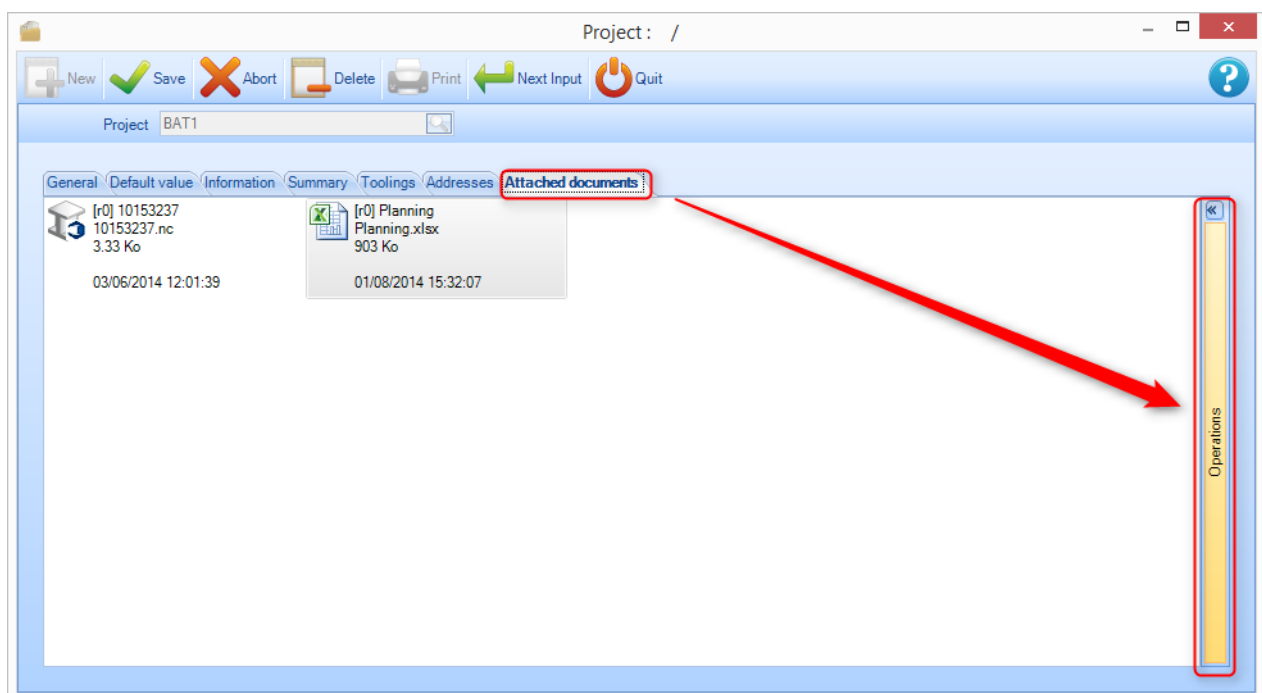 Project : /
New Save Abort Delete Print Next Input Quit ?
Project BAT1
General Default value Information Summary Toolings Addresses Attached documents
[r0] 10153237
10153237.nc
3.33 Ko
03/06/2014 12:01:39
[r0] Planning
Planning.xlsx
903 Ko
01/08/2014 15:32:07
Operations